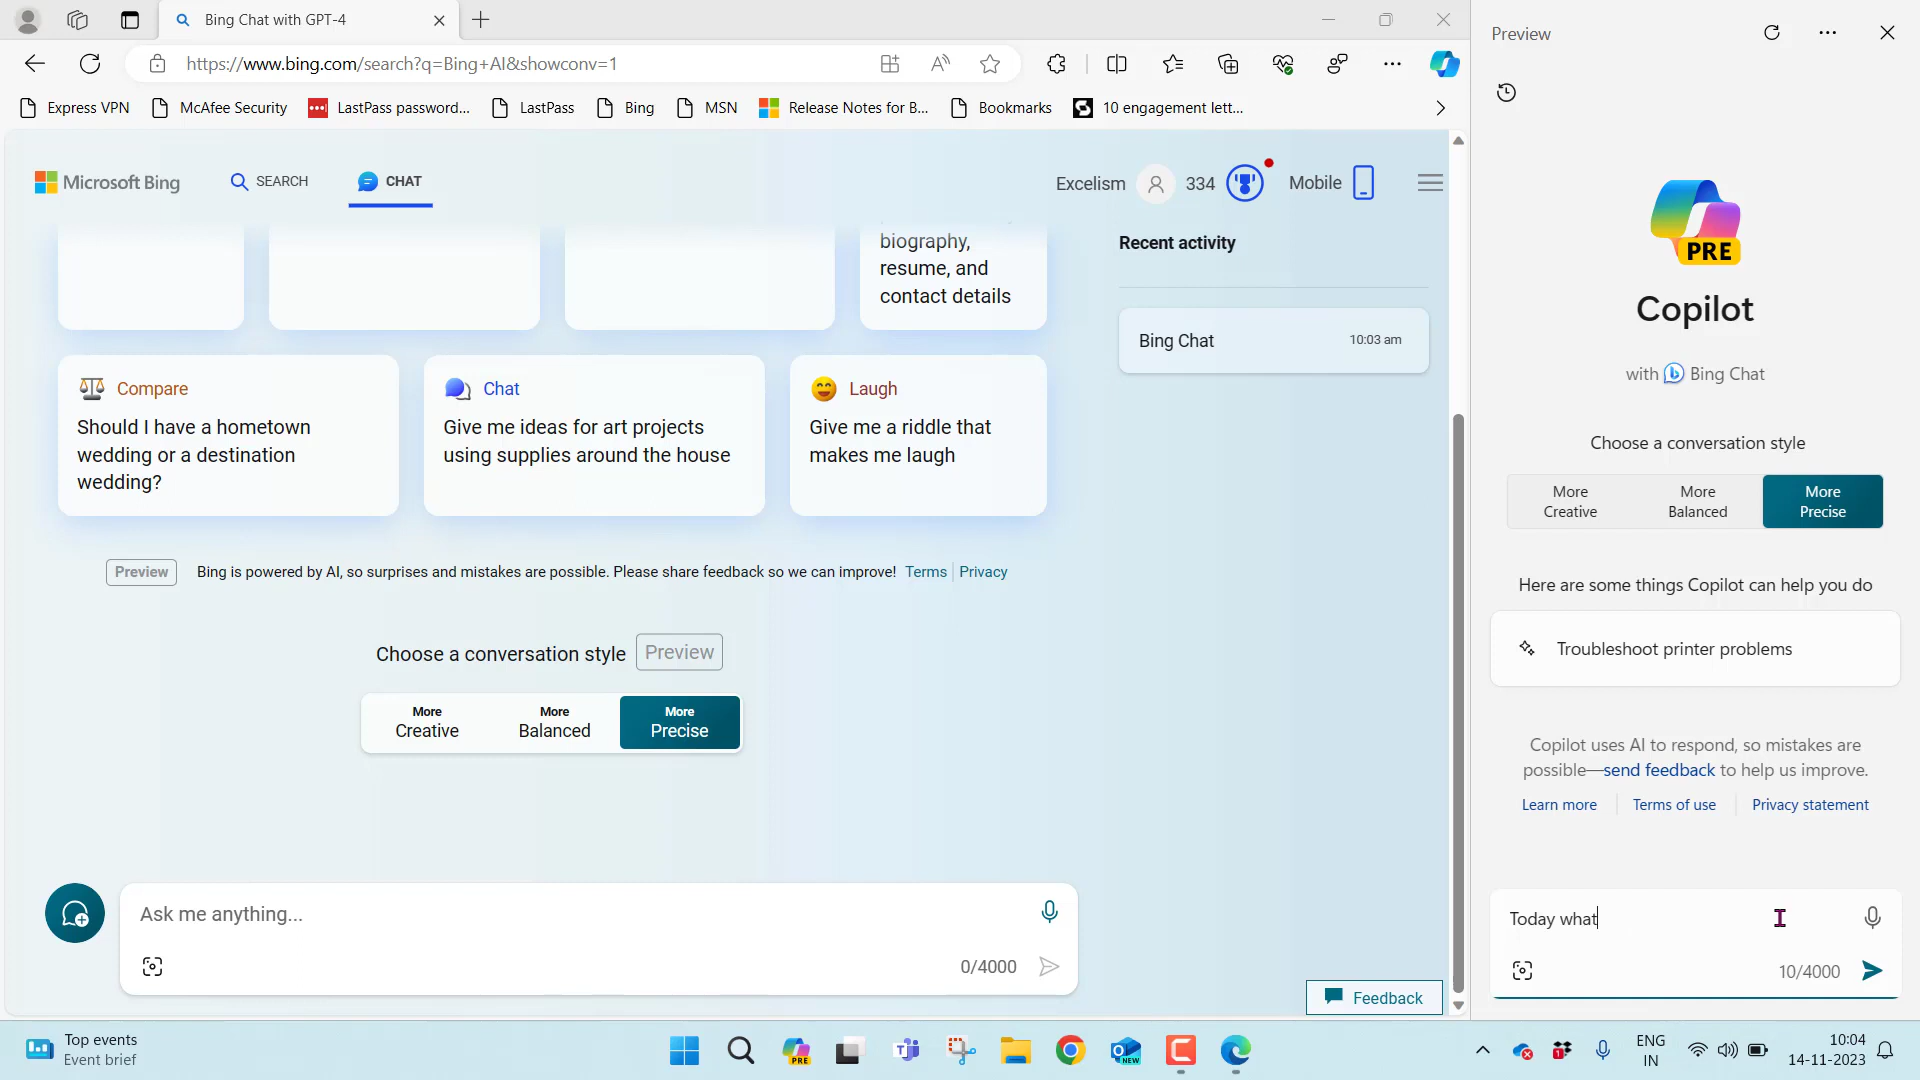 Bing Chat with GPT-4
https://www.bing.com/search?q=Bing+AI&showconv=1
Express VPN
McAfee Security
LastPass password...
LastPass
Bing
MSN
Release Notes for B...
Bookmarks
10 engagement lett...
Microsoft Bing
SEARCH
CHAT
Excelism
334
Mobile
biography,
resume, and
contact details
Recent activity
Bing Chat
10:03 am
Compare
Should I have a hometown
wedding or a destination
wedding?
Chat
Give me ideas for art projects
using supplies around the house
Laugh
Give me a riddle that
makes me laugh
Preview
Bing is powered by AI, so surprises and mistakes are possible. Please share feedback so we can improve!
Terms
Privacy
Choose a conversation style
Preview
More
Creative
More
Balanced
More
Precise
Ask me anything...
0/4000
Feedback
Preview
PRE
Copilot
with Bing Chat
Choose a conversation style
More
Creative
More
Balanced
More
Precise
Here are some things Copilot can help you do
Troubleshoot printer problems
Copilot uses AI to respond, so mistakes are
possible—send feedback to help us improve.
Learn more
Terms of use
Privacy statement
Today what
10/4000
Top events
Event brief
PRE
NEW
1
ENG
IN
10:04
14-11-2023